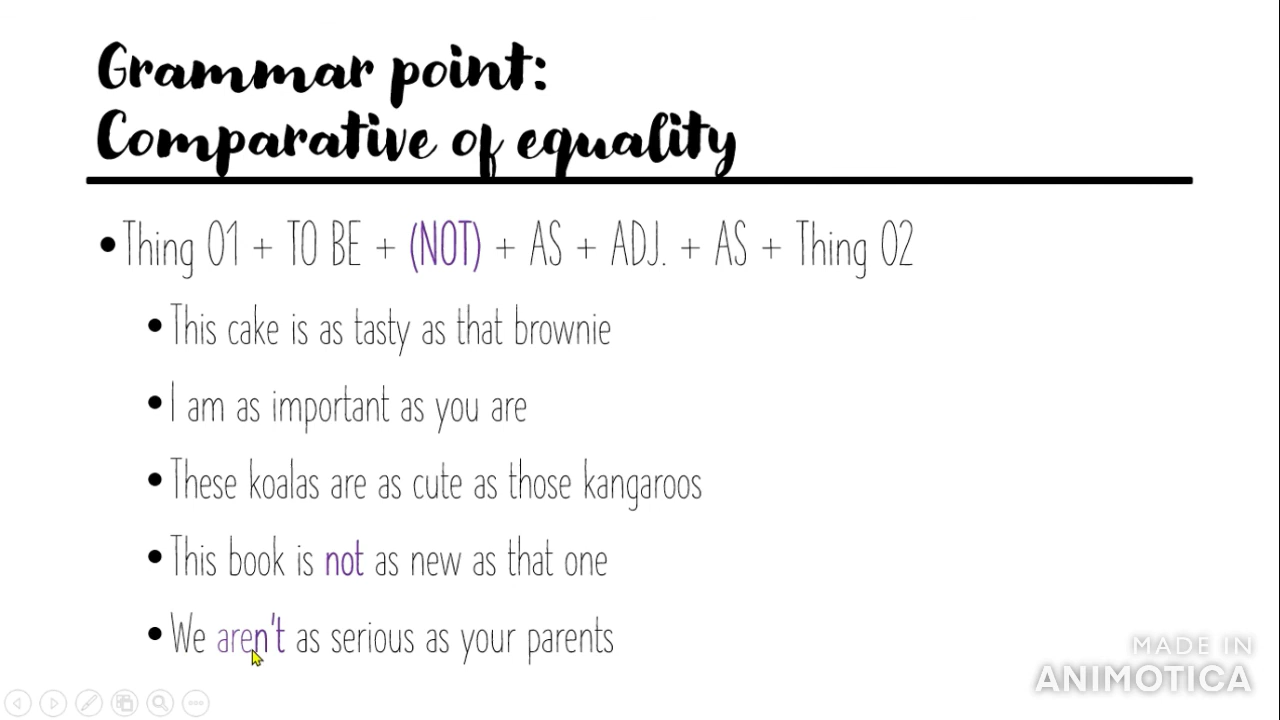 Grammar point:
Comparative of equality
•Thing 01 + TO BE + (NOT) + AS + ADJ. + AS + Thing 02
•This cake is as tasty as that brownie
•I am as important as you are
•These koalas are as cute as those kangaroos
•This book is not as new as that one
•We aren't as serious as your parents
MADE IN
ANIMOTICA